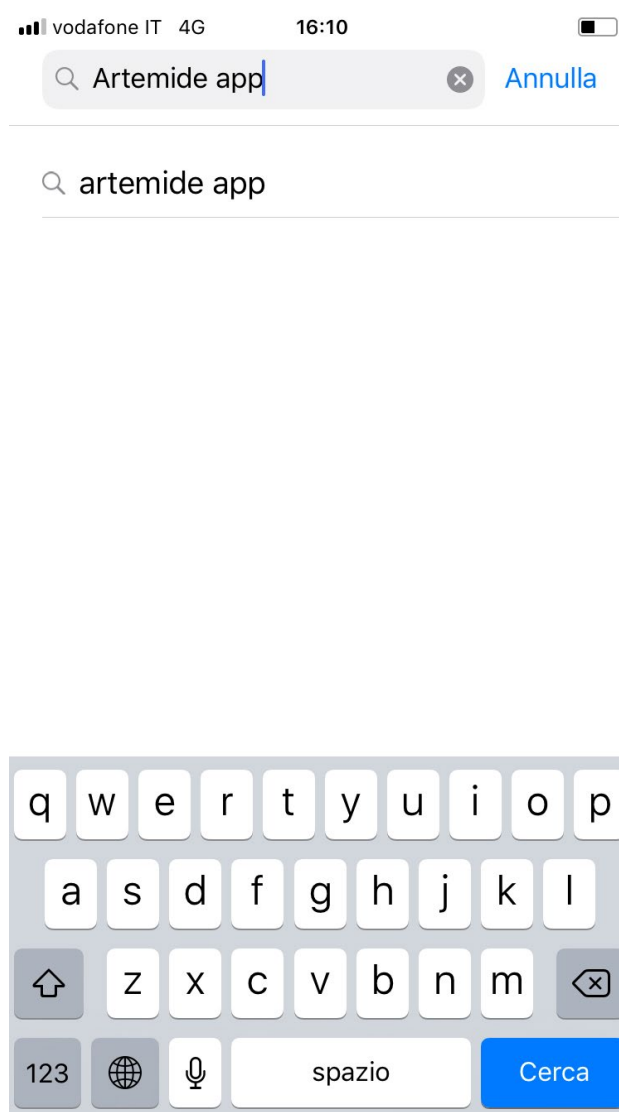 vodafone IT 4G 16:10
Artemide app Annulla
artemide app
q w e r t y u i o p
a s d f g h j k l
z x c v b n m
123 spazio Cerca